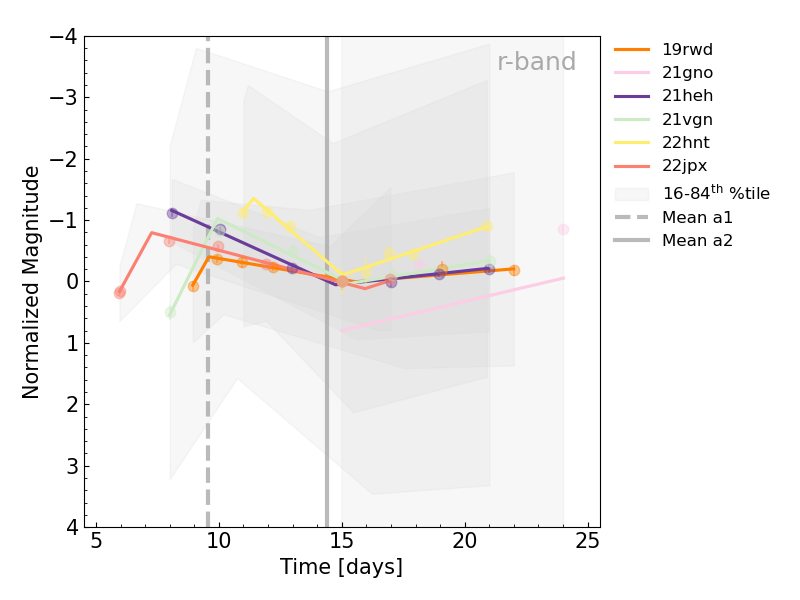 −4
−3
−2
−1
0
1
2
3
4
5
10
15
20
25
Normalized Magnitude
Time [days]
r-band
19rwd
21gno
21heh
21vgn
22hnt
22jpx
16-84th %tile
Mean a1
Mean a2